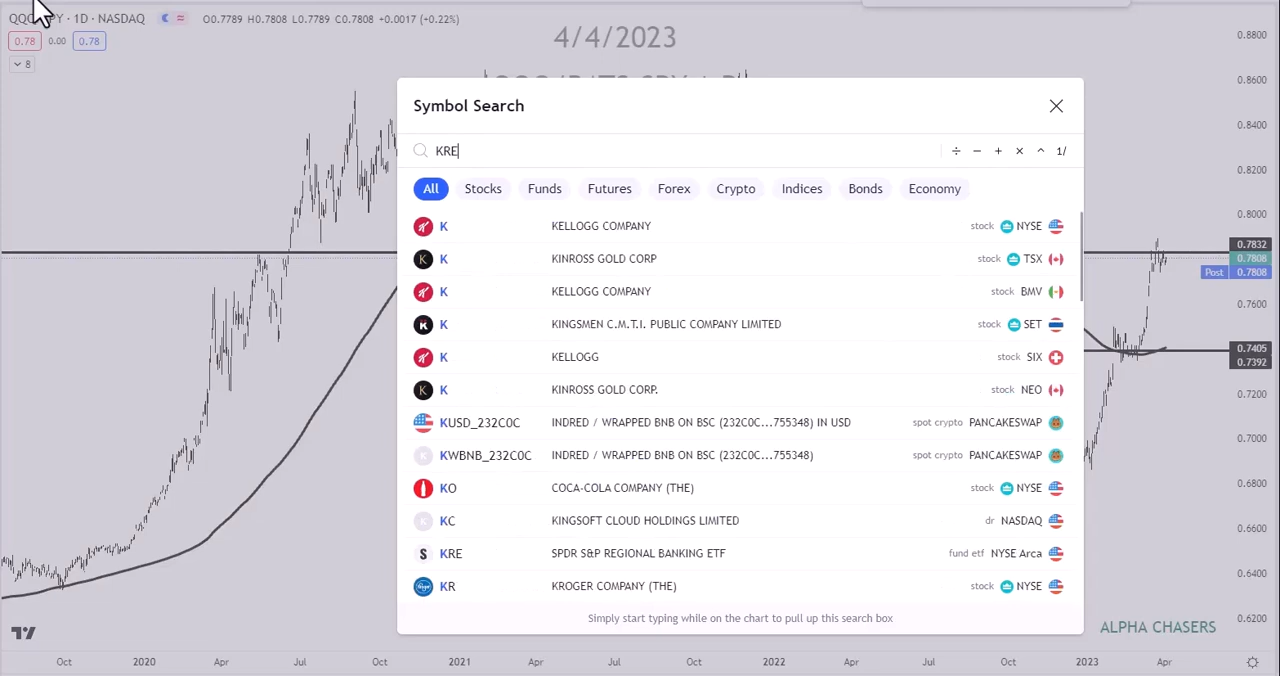 QQQ/SPY · 1D · NASDAQ O0.7789 H0.7808 L0.7789 C0.7808 +0.0017 (+0.22%)
0.78 0.00 0.78
8
4/4/2023
Symbol Search
KRE
÷ − + × ^ 1/
All Stocks Funds Futures Forex Crypto Indices Bonds Economy
K KELLOGG COMPANY stock NYSE
K KINROSS GOLD CORP stock TSX
K KELLOGG COMPANY stock BMV
K KINGSMEN C.M.T.I. PUBLIC COMPANY LIMITED stock SET
K KELLOGG stock SIX
K KINROSS GOLD CORP. stock NEO
KUSD_232C0C INDRED / WRAPPED BNB ON BSC (232C0C...755348) IN USD spot crypto PANCAKESWAP
KWBNB_232C0C INDRED / WRAPPED BNB ON BSC (232C0C...755348) spot crypto PANCAKESWAP
KO COCA-COLA COMPANY (THE) stock NYSE
KC KINGSOFT CLOUD HOLDINGS LIMITED dr NASDAQ
S KRE SPDR S&P REGIONAL BANKING ETF fund etf NYSE Arca
KR KROGER COMPANY (THE) stock NYSE
Simply start typing while on the chart to pull up this search box
0.8800
0.8600
0.8400
0.8200
0.8000
0.7832
0.7808
Post 0.7808
0.7600
0.7405
0.7392
0.7200
0.7000
0.6800
0.6600
0.6400
0.6200
ALPHA CHASERS
Oct 2020 Apr Jul Oct 2021 Apr Jul Oct 2022 Apr Jul Oct 2023 Apr